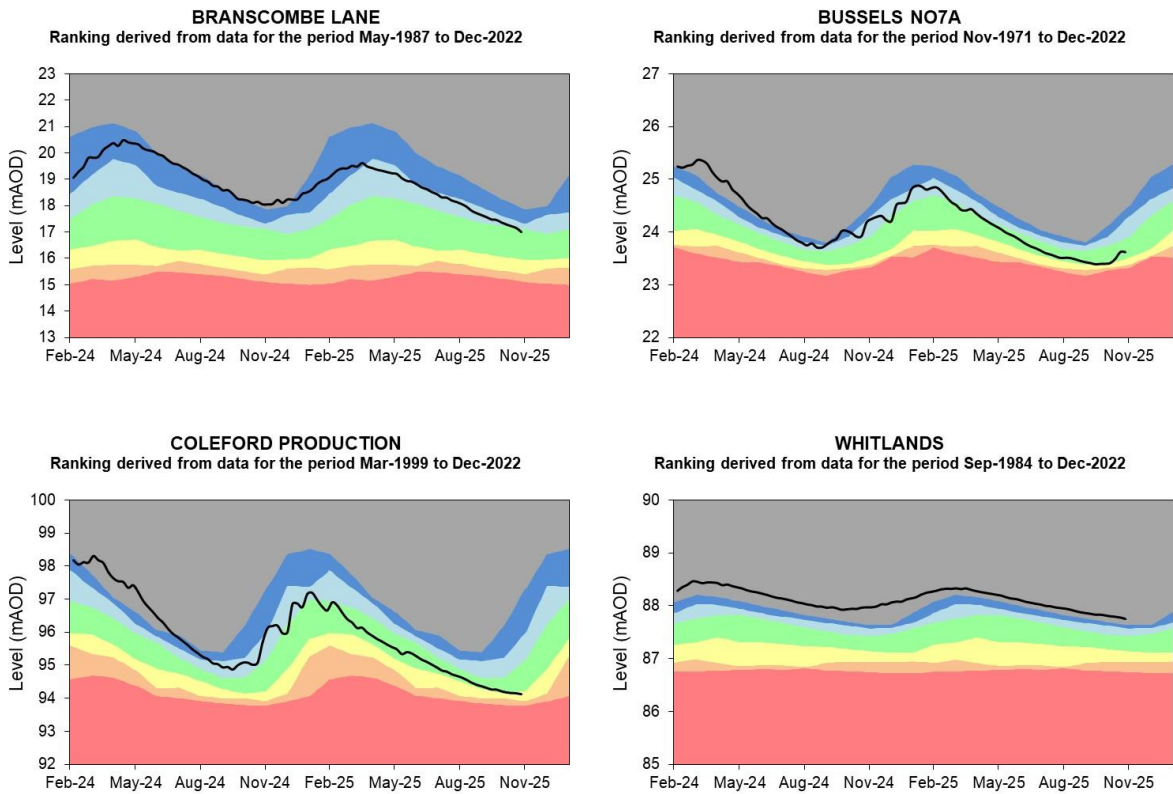 BRANSCOMBE LANE
Ranking derived from data for the period May-1987 to Dec-2022
23
22
21
20
19
18
17
16
15
14
13
Level (mAOD)
Feb-24 May-24 Aug-24 Nov-24 Feb-25 May-25 Aug-25 Nov-25
BUSSELS NO7A
Ranking derived from data for the period Nov-1971 to Dec-2022
27
26
25
24
23
22
Level (mAOD)
Feb-24 May-24 Aug-24 Nov-24 Feb-25 May-25 Aug-25 Nov-25
COLEFORD PRODUCTION
Ranking derived from data for the period Mar-1999 to Dec-2022
100
99
98
97
96
95
94
93
92
Level (mAOD)
Feb-24 May-24 Aug-24 Nov-24 Feb-25 May-25 Aug-25 Nov-25
WHITLANDS
Ranking derived from data for the period Sep-1984 to Dec-2022
90
89
88
87
86
85
Level (mAOD)
Feb-24 May-24 Aug-24 Nov-24 Feb-25 May-25 Aug-25 Nov-25